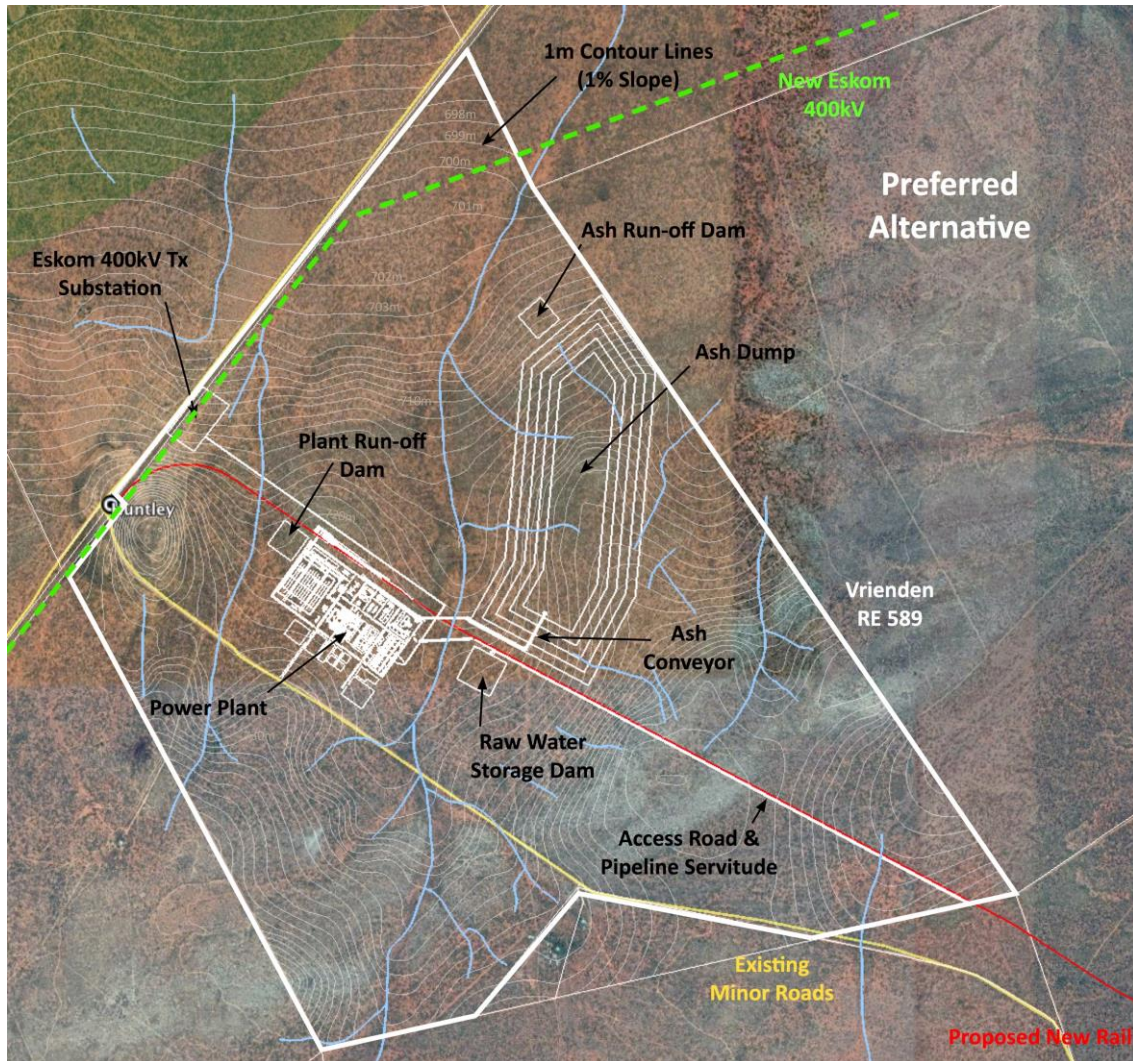 1m Contour Lines
(1% Slope)
New Eskom
400kV
698m
699m
700m
701m
Preferred
Alternative
Ash Run-off Dam
Eskom 400kV Tx
Substation
702m
703m
Ash Dump
710m
Plant Run-off
Dam
Huntley
Vrienden
RE 589
Ash
Conveyor
Power Plant
Raw Water
Storage Dam
Access Road &
Pipeline Servitude
Existing
Minor Roads
Proposed New Rail